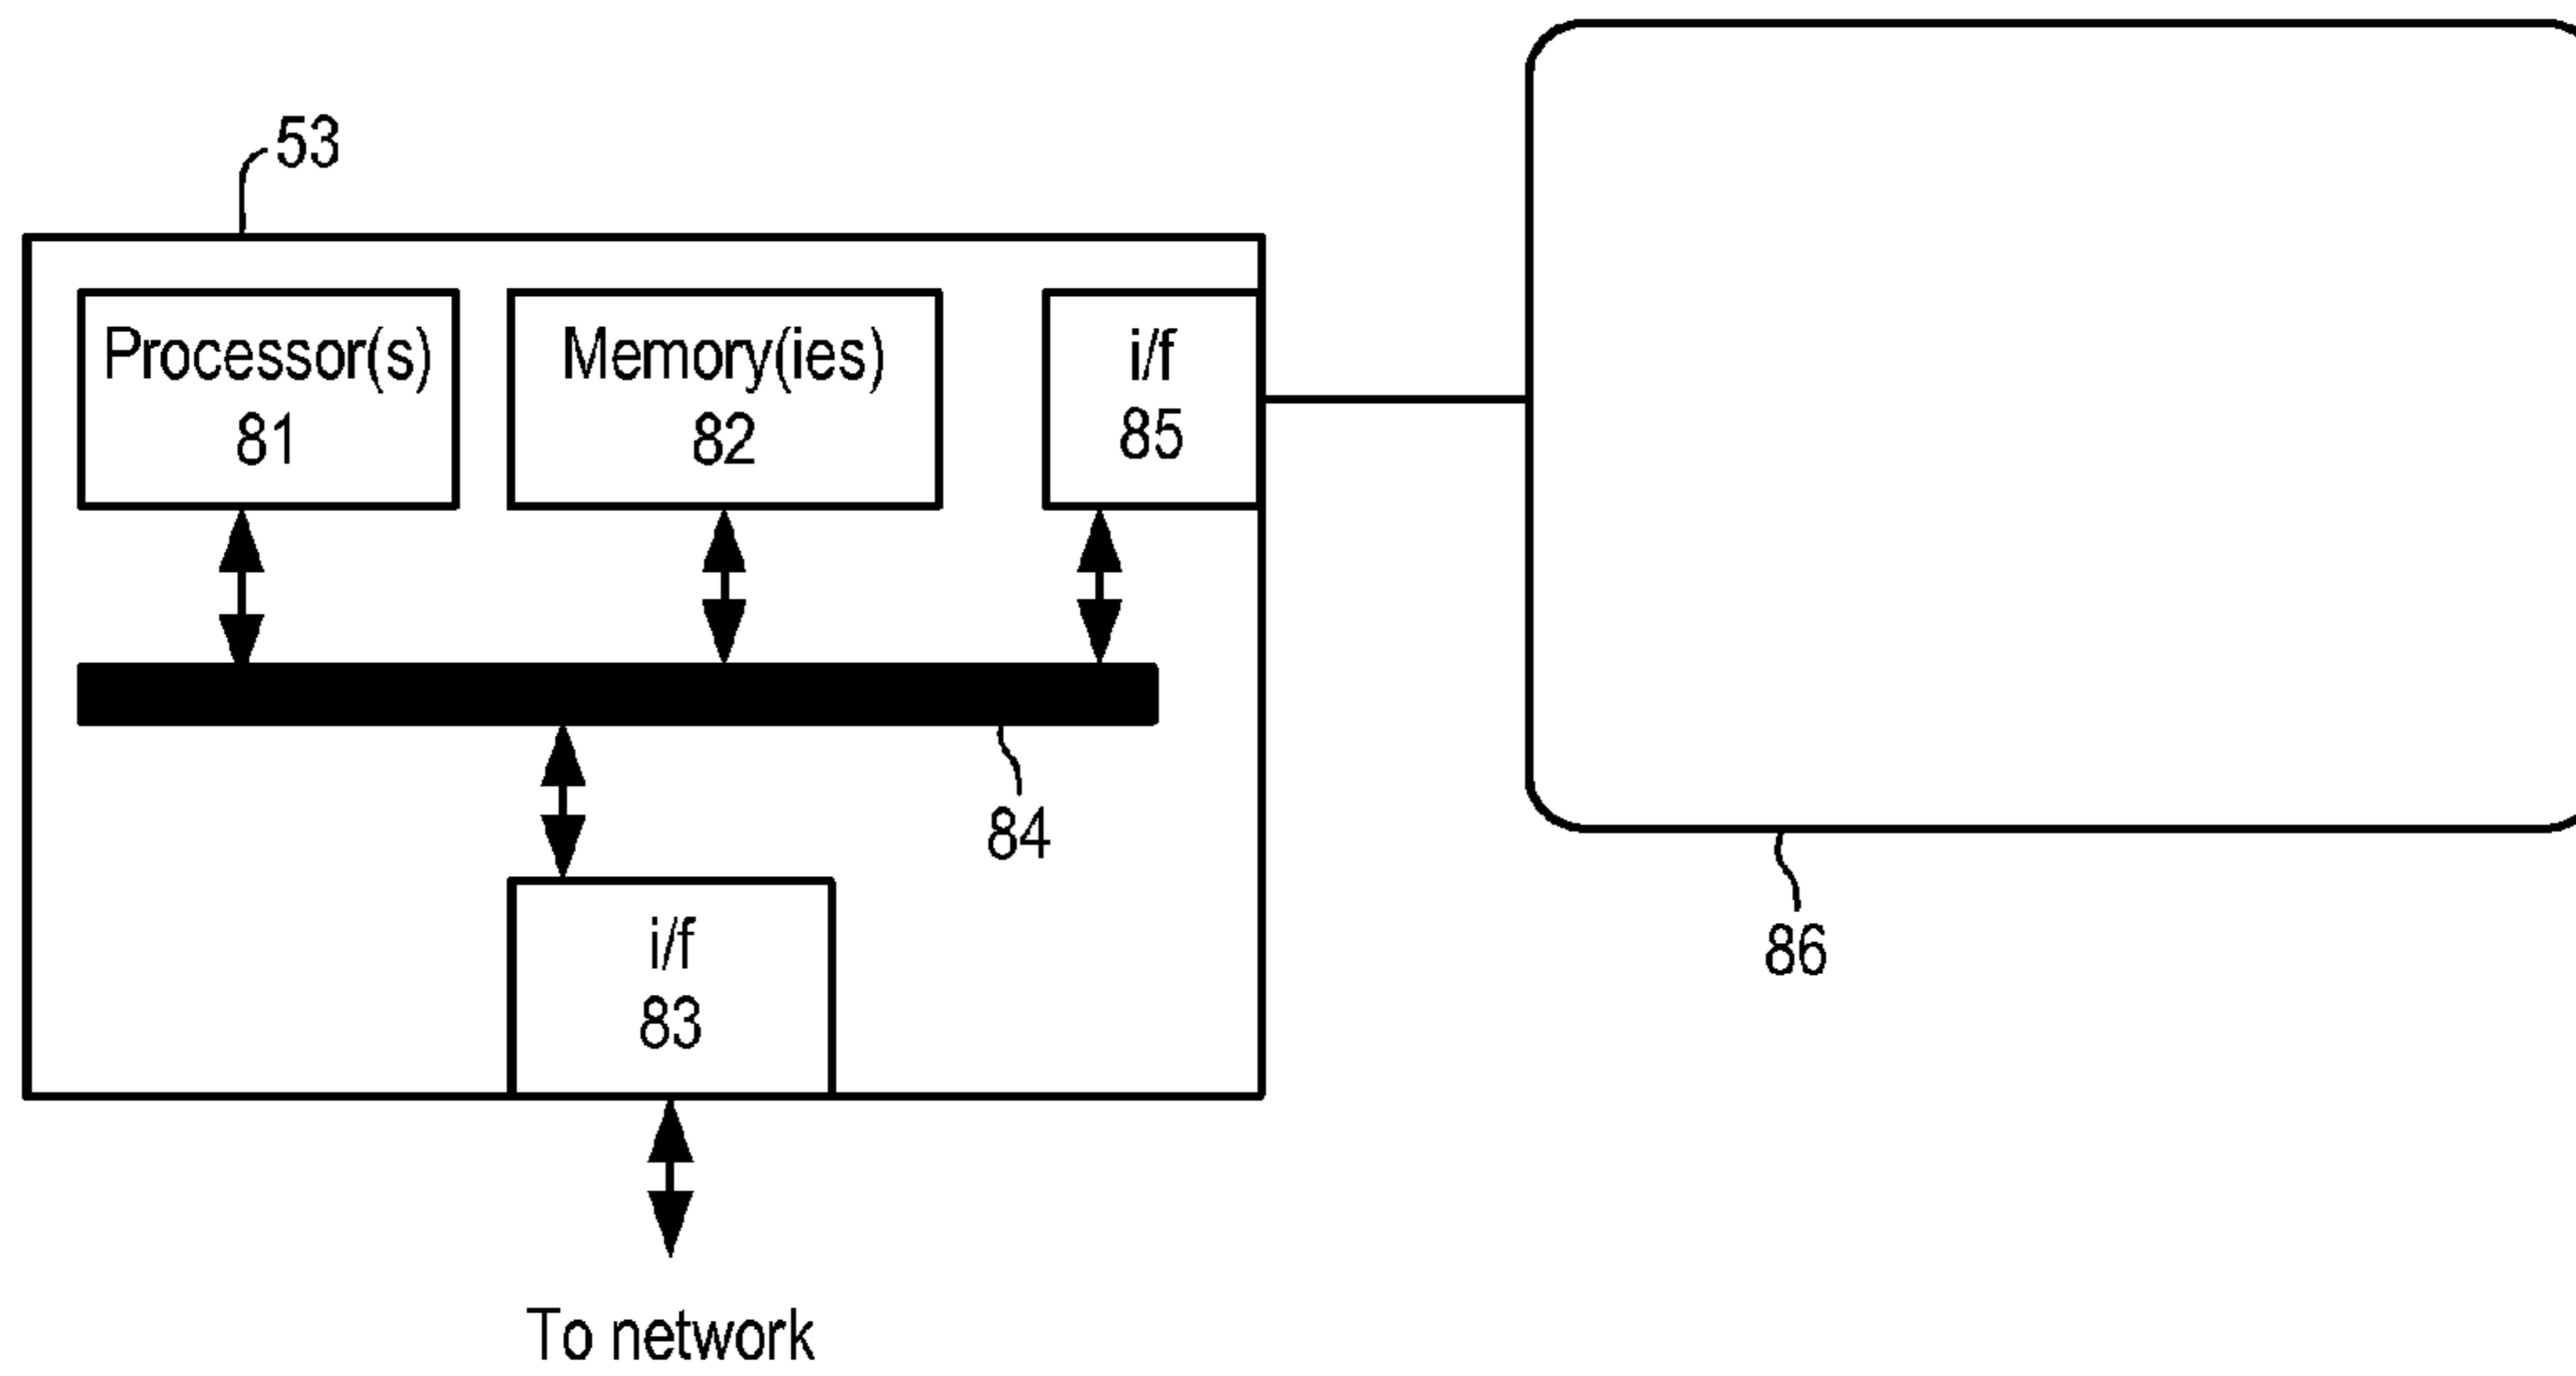 53
Processor(s)
81
Memory(ies)
82
i/f
85
84
i/f
83
86
To network